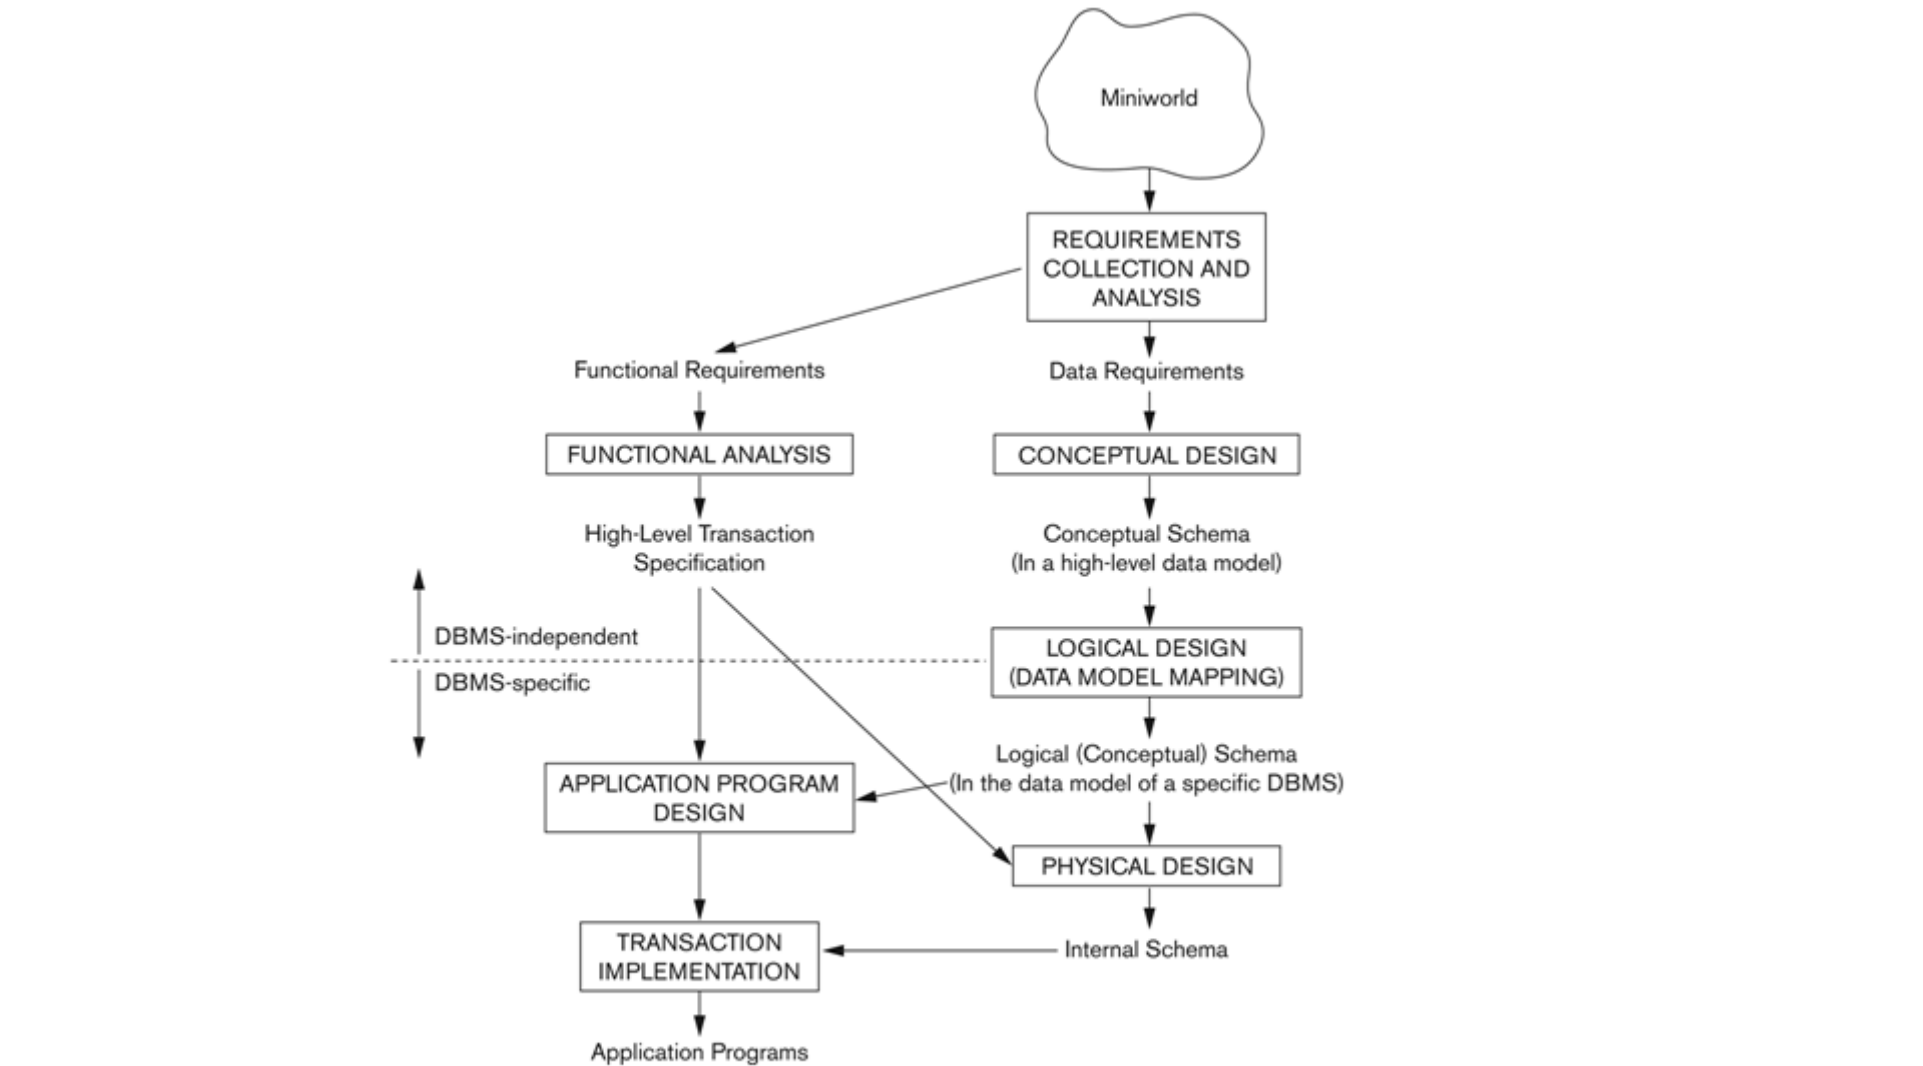 Miniworld
REQUIREMENTS
COLLECTION AND
ANALYSIS
Functional Requirements
Data Requirements
FUNCTIONAL ANALYSIS
CONCEPTUAL DESIGN
High-Level Transaction
Specification
Conceptual Schema
(In a high-level data model)
DBMS-independent
DBMS-specific
LOGICAL DESIGN
(DATA MODEL MAPPING)
Logical (Conceptual) Schema
(In the data model of a specific DBMS)
APPLICATION PROGRAM
DESIGN
PHYSICAL DESIGN
TRANSACTION
IMPLEMENTATION
Internal Schema
Application Programs